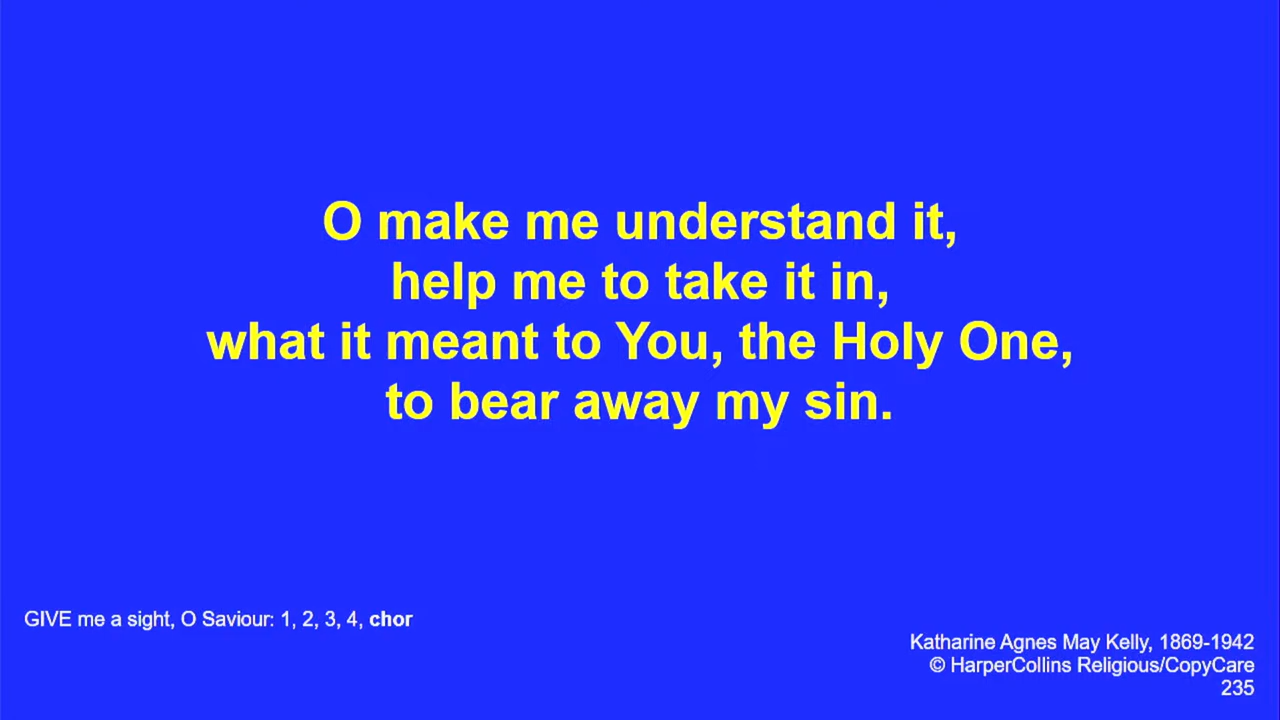 O make me understand it,
help me to take it in,
what it meant to You, the Holy One,
to bear away my sin.
GIVE me a sight, O Saviour: 1, 2, 3, 4, chor
Katharine Agnes May Kelly, 1869-1942
© HarperCollins Religious/CopyCare
235